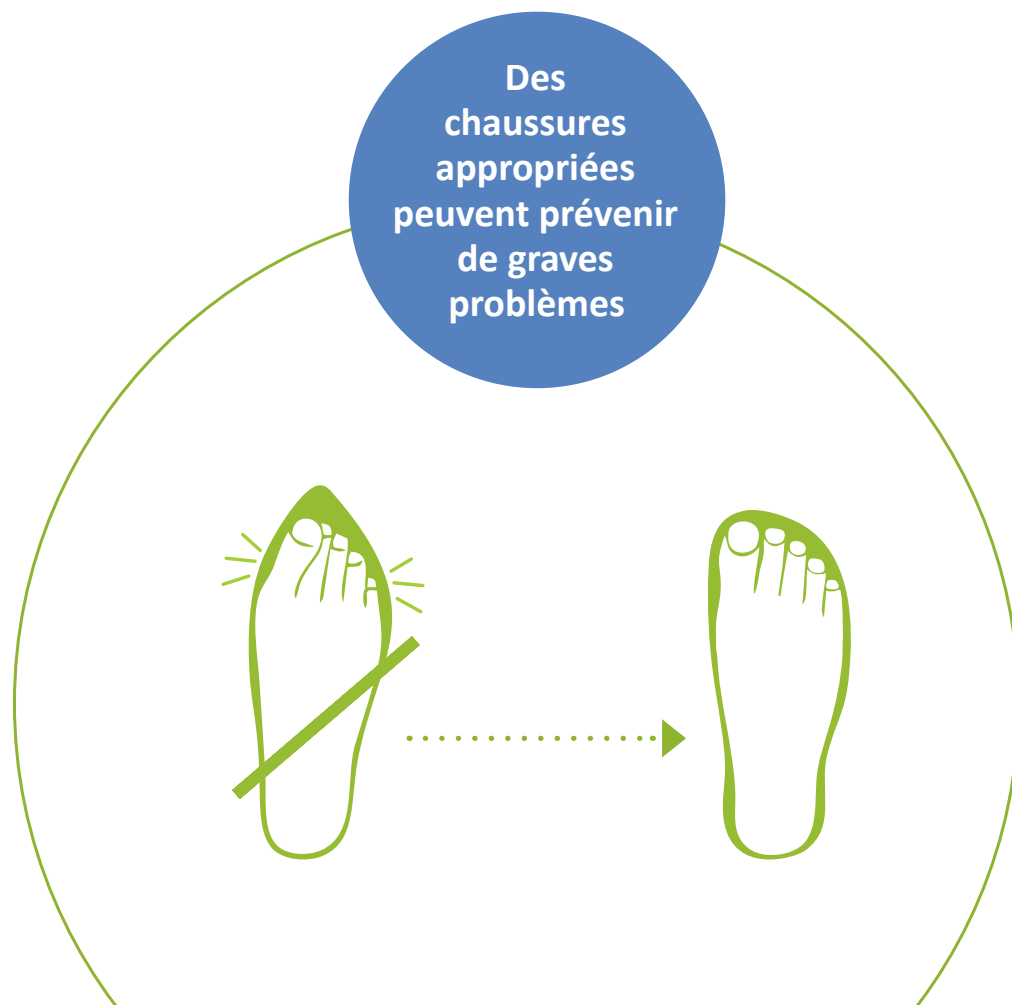 Des
chaussures
appropriées
peuvent prévenir
de graves
problèmes